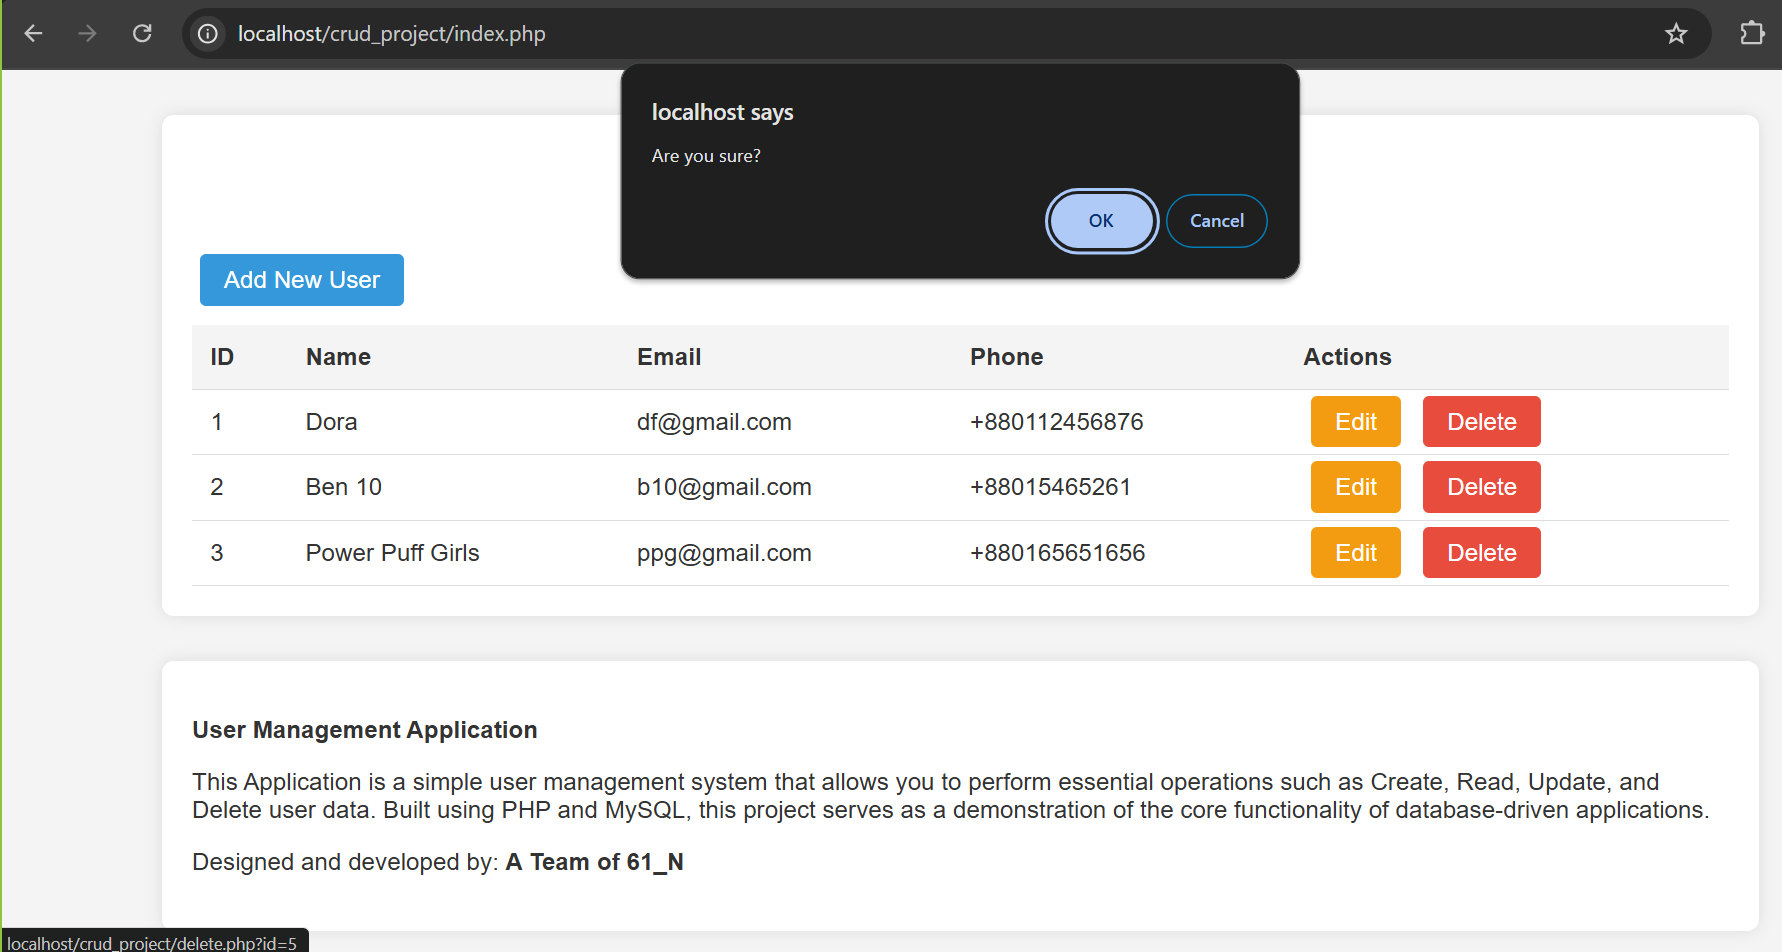 localhost/crud_project/index.php
localhost says
Are you sure?
OK Cancel
Add New User
ID Name Email Phone Actions
1 Dora df@gmail.com +880112456876 Edit Delete
2 Ben 10 b10@gmail.com +88015465261 Edit Delete
3 Power Puff Girls ppg@gmail.com +880165651656 Edit Delete
User Management Application
This Application is a simple user management system that allows you to perform essential operations such as Create, Read, Update, and
Delete user data. Built using PHP and MySQL, this project serves as a demonstration of the core functionality of database-driven applications.
Designed and developed by: A Team of 61_N
localhost/crud_project/delete.php?id=5